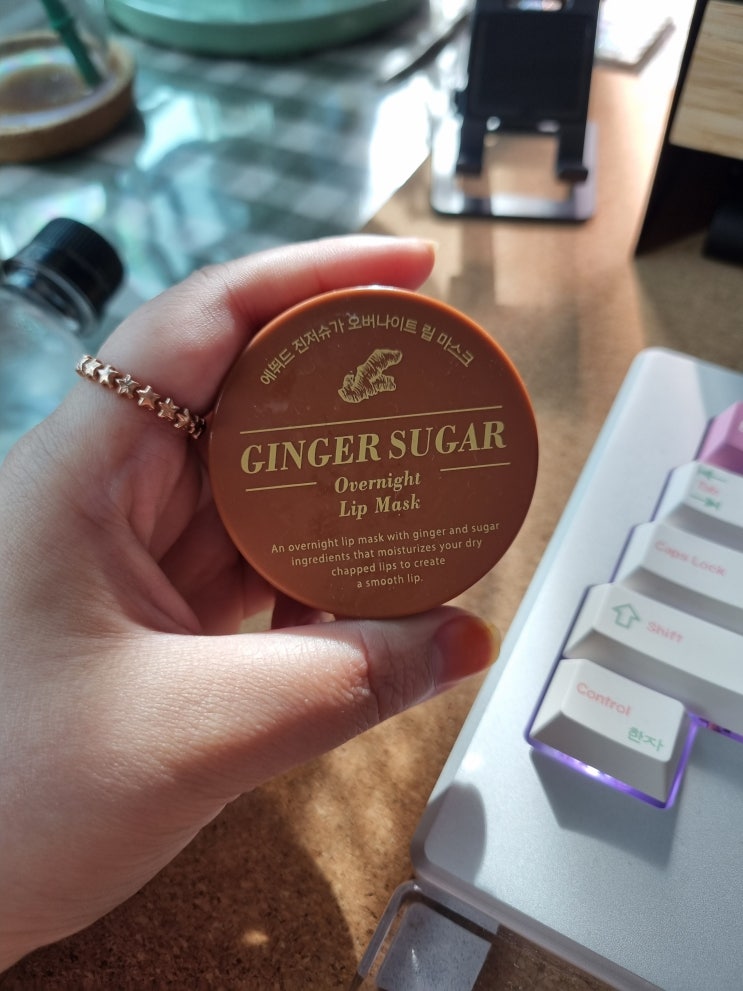 에뛰드 진저슈가 오버나이트 립 마스크
GINGER SUGAR
Overnight
Lip Mask
An overnight lip mask with ginger and sugar
ingredients that moisturizes your dry
chapped lips to create
a smooth lip.
Tab
Caps Lock
Shift
Control
한자